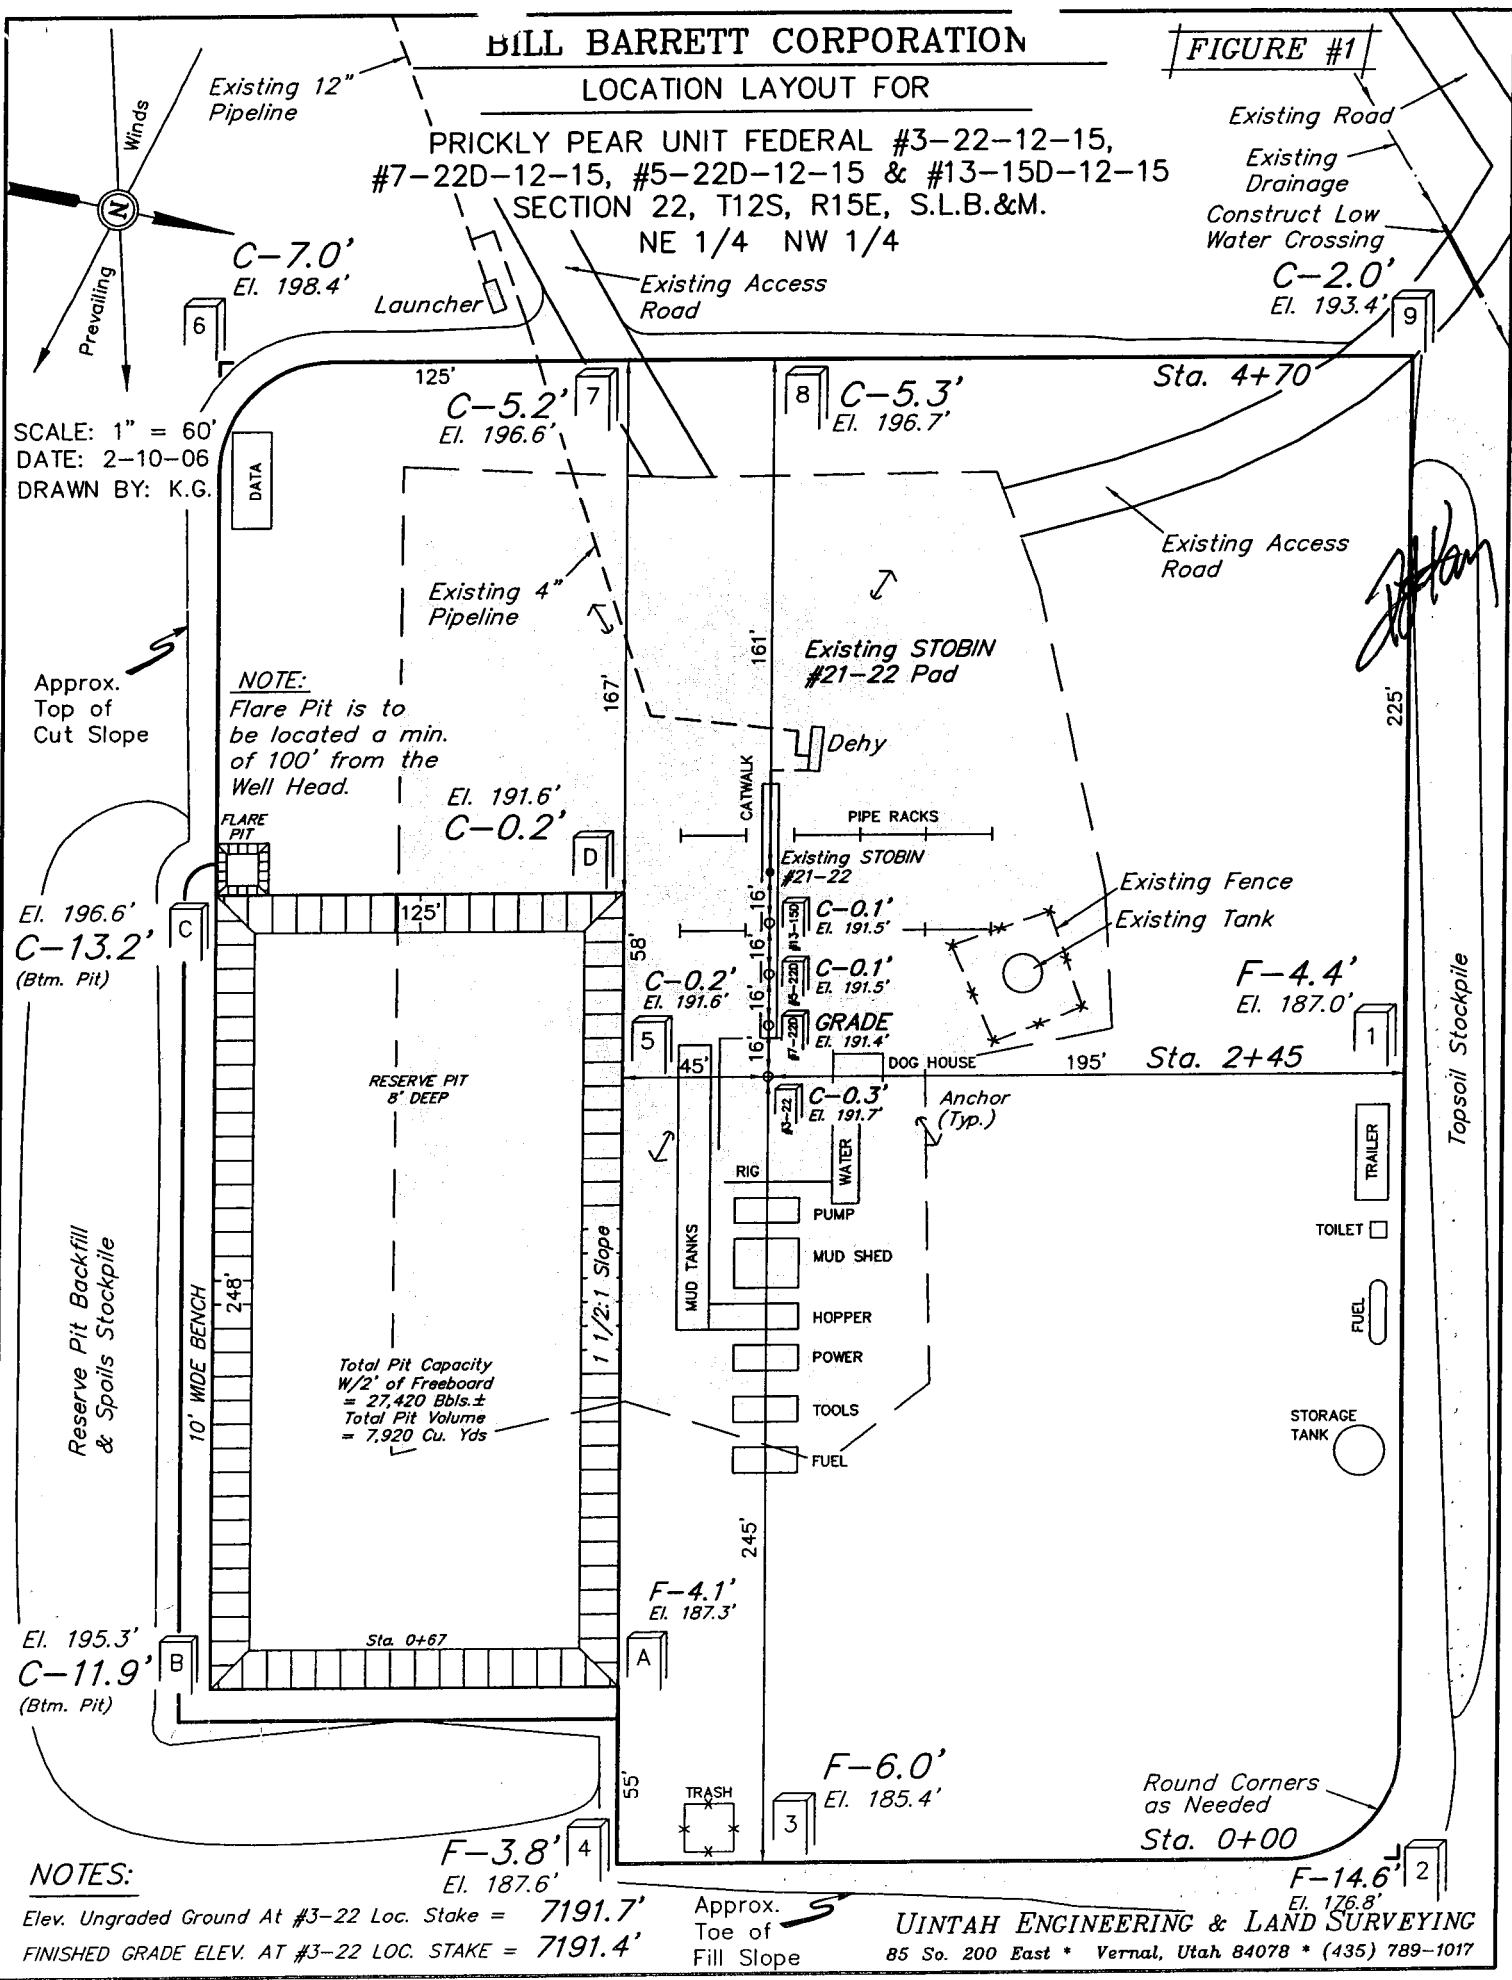 BILL BARRETT CORPORATION
FIGURE #1
LOCATION LAYOUT FOR
PRICKLY PEAR UNIT FEDERAL #3-22-12-15,
#7-22D-12-15, #5-22D-12-15 & #13-15D-12-15
SECTION 22, T12S, R15E, S.L.B.&M.
NE 1/4 NW 1/4
Existing 12"
Pipeline
Winds
N
Prevailing
Existing Road
Existing
Drainage
Construct Low
Water Crossing
C-7.0'
El. 198.4'
6
Launcher
Existing Access
Road
C-2.0'
El. 193.4'
9
SCALE: 1" = 60'
DATE: 2-10-06
DRAWN BY: K.G.
125'
C-5.2'
El. 196.6'
7
8
C-5.3'
El. 196.7'
Sta. 4+70
DATA
Existing 4"
Pipeline
Existing Access
Road
161'
167'
225'
Existing STOBIN
#21-22 Pad
Approx.
Top of
Cut Slope
NOTE:
Flare Pit is to
be located a min.
of 100' from the
Well Head.
Dehy
CATWALK
PIPE RACKS
El. 191.6'
C-0.2'
D
FLARE
PIT
Existing STOBIN
#21-22
El. 196.6'
C-13.2'
(Btm. Pit)
C
125'
58'
16'
16'
16'
16'
#13-15D
C-0.1'
El. 191.5'
#5-22D
C-0.1'
El. 191.5'
#7-22D
GRADE
El. 191.4'
Existing Fence
Existing Tank
C-0.2'
El. 191.6'
5
F-4.4'
El. 187.0'
1
Topsoil Stockpile
45'
DOG HOUSE
195'
Sta. 2+45
#3-22
C-0.3'
El. 191.7'
Anchor
(Typ.)
RESERVE PIT
8' DEEP
RIG
WATER
TRAILER
PUMP
TOILET
MUD SHED
MUD TANKS
HOPPER
FUEL
POWER
TOOLS
STORAGE
TANK
FUEL
Reserve Pit Backfill
& Spoils Stockpile
10' WIDE BENCH
248'
1 1/2:1 Slope
Total Pit Capacity
W/2' of Freeboard
= 27,420 Bbls.±
Total Pit Volume
= 7,920 Cu. Yds
245'
F-4.1'
El. 187.3'
A
El. 195.3'
C-11.9'
(Btm. Pit)
B
Sta. 0+67
55'
TRASH
F-6.0'
El. 185.4'
3
Round Corners
as Needed
Sta. 0+00
F-3.8'
El. 187.6'
4
F-14.6'
El. 176.8'
2
NOTES:
Elev. Ungraded Ground At #3-22 Loc. Stake = 7191.7'
FINISHED GRADE ELEV. AT #3-22 LOC. STAKE = 7191.4'
Approx.
Toe of
Fill Slope
UINTAH ENGINEERING & LAND SURVEYING
85 So. 200 East * Vernal, Utah 84078 * (435) 789-1017